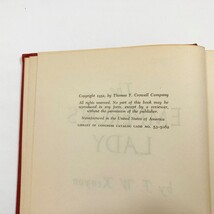 Copyright 1950, by Thomas Y. Crowell Company
All rights reserved. No part of this book may be
reproduced in any form, except by a reviewer,
without the permission of the publisher.
Manufactured in the United States of America
LIBRARY OF CONGRESS CATALOG CARD NO.
LADY
by